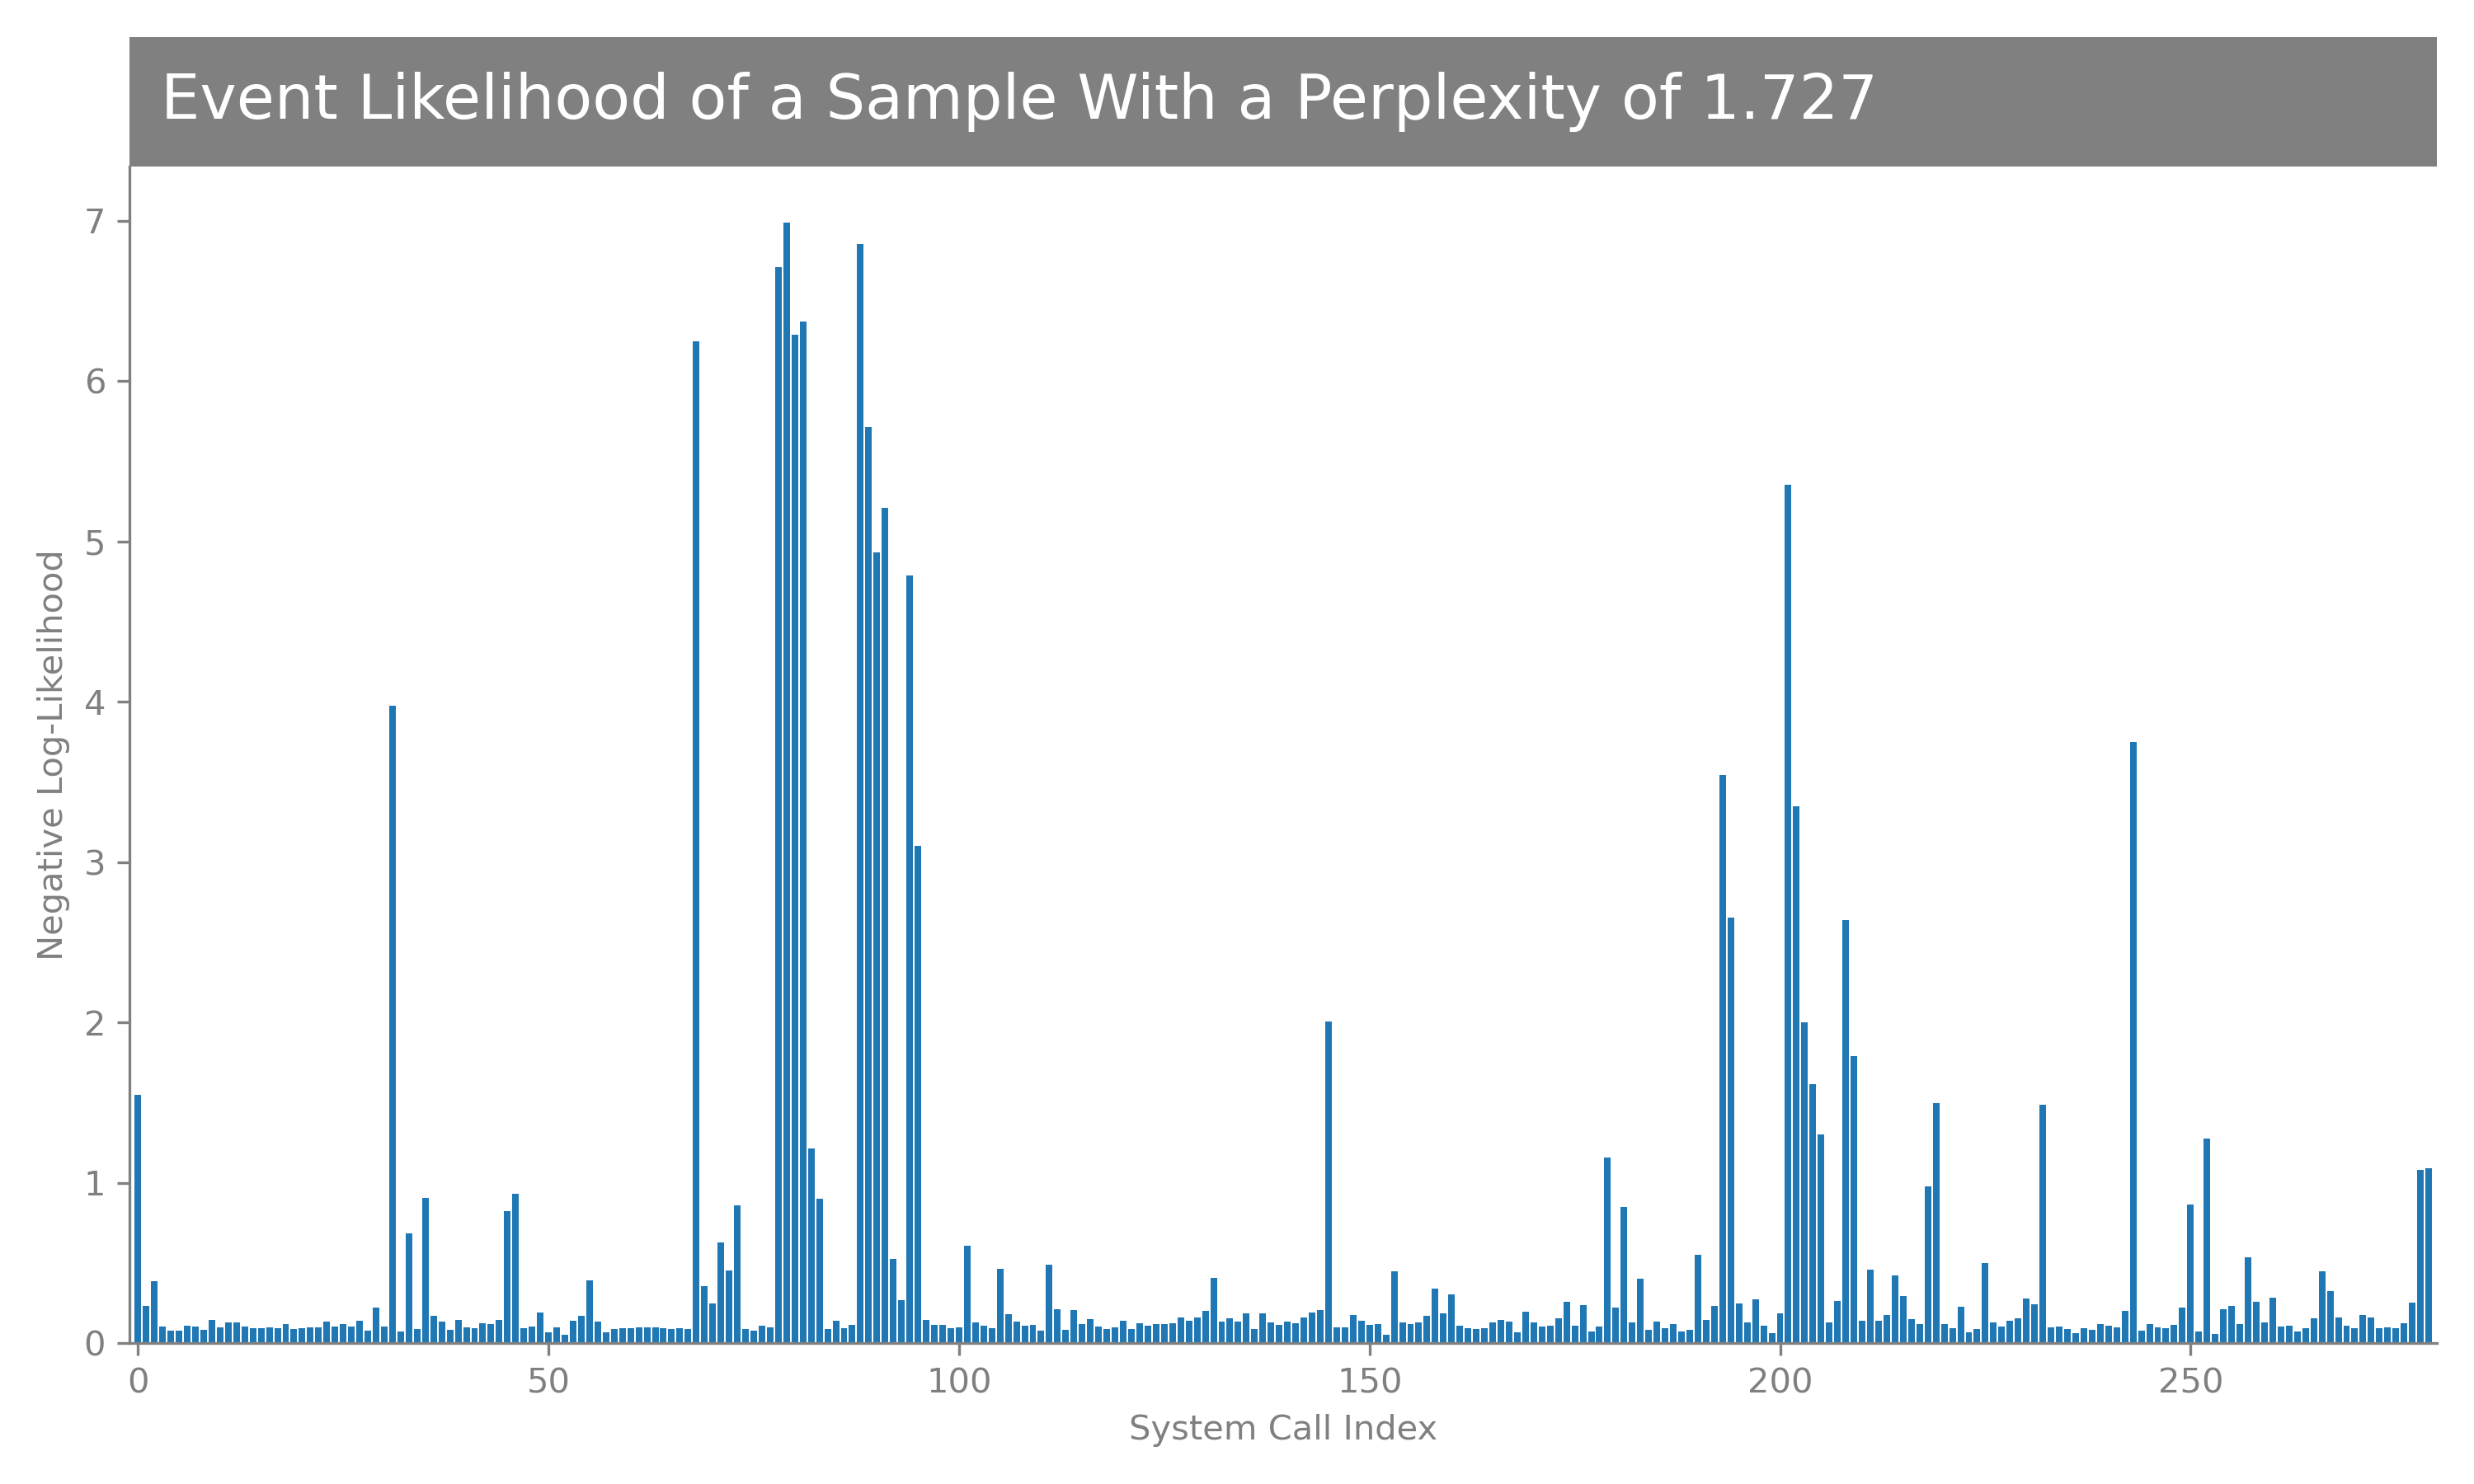 Event Likelihood of a Sample With a Perplexity of 1.727
7
6
5
4
3
2
1
0
Negative Log-Likelihood
0 50 100 150 200 250
System Call Index